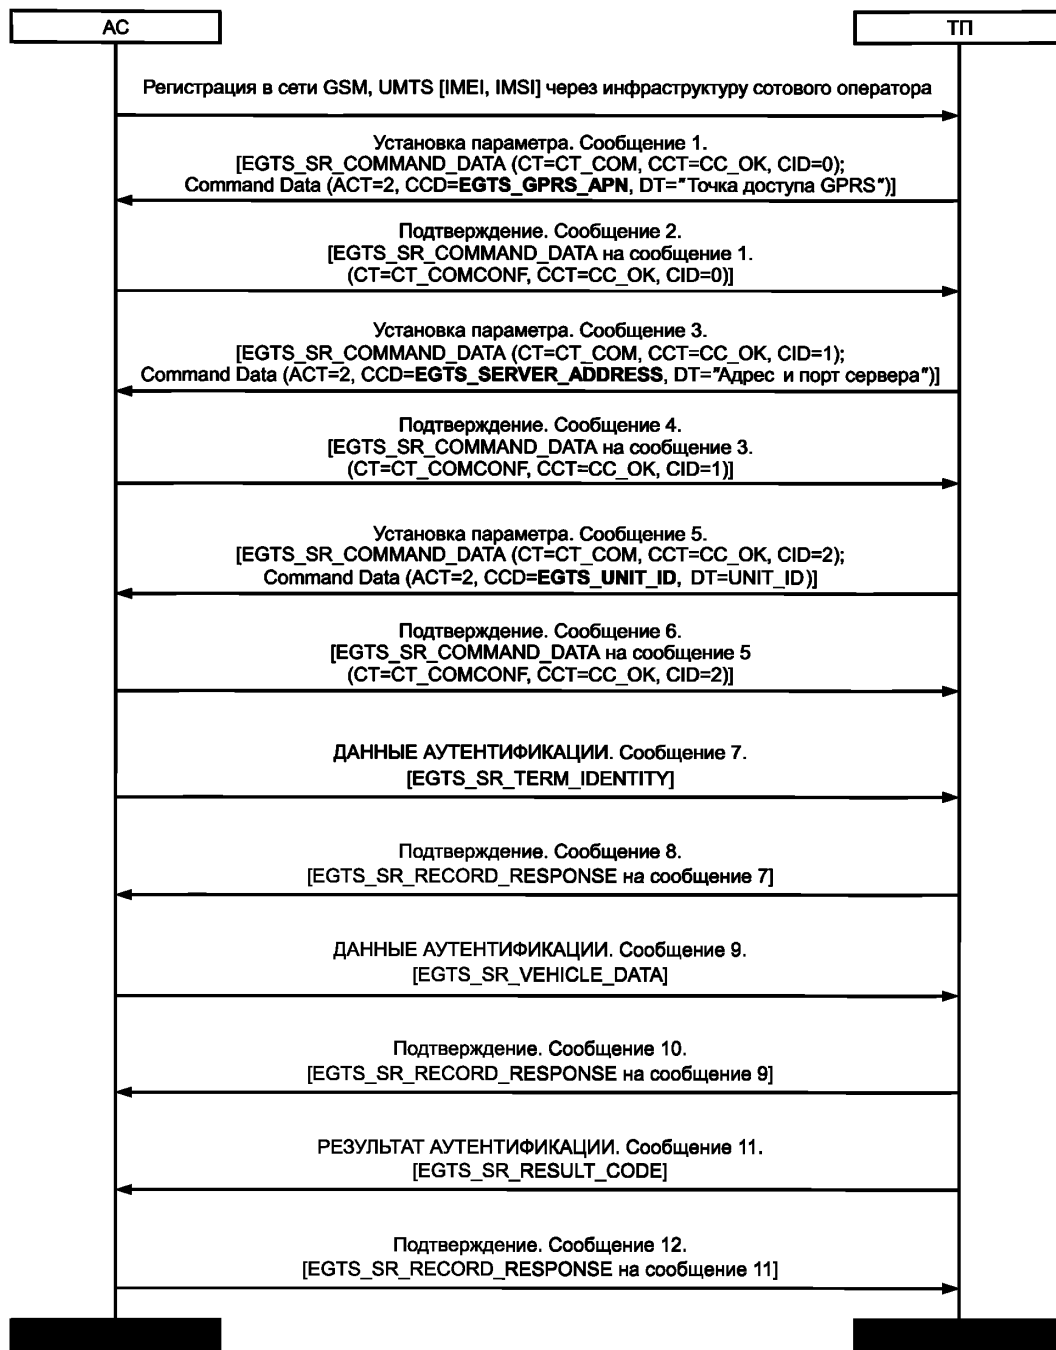 АС
ТП
Регистрация в сети GSM, UMTS [IMEI, IMSI] через инфраструктуру сотового оператора
Установка параметра. Сообщение 1.
[EGTS_SR_COMMAND_DATA (CT=CT_COM, CCT=CC_OK, CID=0);
Command Data (ACT=2, CCD=EGTS_GPRS_APN, DT="Точка доступа GPRS")]
Подтверждение. Сообщение 2.
[EGTS_SR_COMMAND_DATA на сообщение 1.
(CT=CT_COMCONF, CCT=CC_OK, CID=0)]
Установка параметра. Сообщение 3.
[EGTS_SR_COMMAND_DATA (CT=CT_COM, CCT=CC_OK, CID=1);
Command Data (ACT=2, CCD=EGTS_SERVER_ADDRESS, DT="Адрес и порт сервера")]
Подтверждение. Сообщение 4.
[EGTS_SR_COMMAND_DATA на сообщение 3.
(CT=CT_COMCONF, CCT=CC_OK, CID=1)]
Установка параметра. Сообщение 5.
[EGTS_SR_COMMAND_DATA (CT=CT_COM, CCT=CC_OK, CID=2);
Command Data (ACT=2, CCD=EGTS_UNIT_ID, DT=UNIT_ID)]
Подтверждение. Сообщение 6.
[EGTS_SR_COMMAND_DATA на сообщение 5
(CT=CT_COMCONF, CCT=CC_OK, CID=2)]
ДАННЫЕ АУТЕНТИФИКАЦИИ. Сообщение 7.
[EGTS_SR_TERM_IDENTITY]
Подтверждение. Сообщение 8.
[EGTS_SR_RECORD_RESPONSE на сообщение 7]
ДАННЫЕ АУТЕНТИФИКАЦИИ. Сообщение 9.
[EGTS_SR_VEHICLE_DATA]
Подтверждение. Сообщение 10.
[EGTS_SR_RECORD_RESPONSE на сообщение 9]
РЕЗУЛЬТАТ АУТЕНТИФИКАЦИИ. Сообщение 11.
[EGTS_SR_RESULT_CODE]
Подтверждение. Сообщение 12.
[EGTS_SR_RECORD_RESPONSE на сообщение 11]